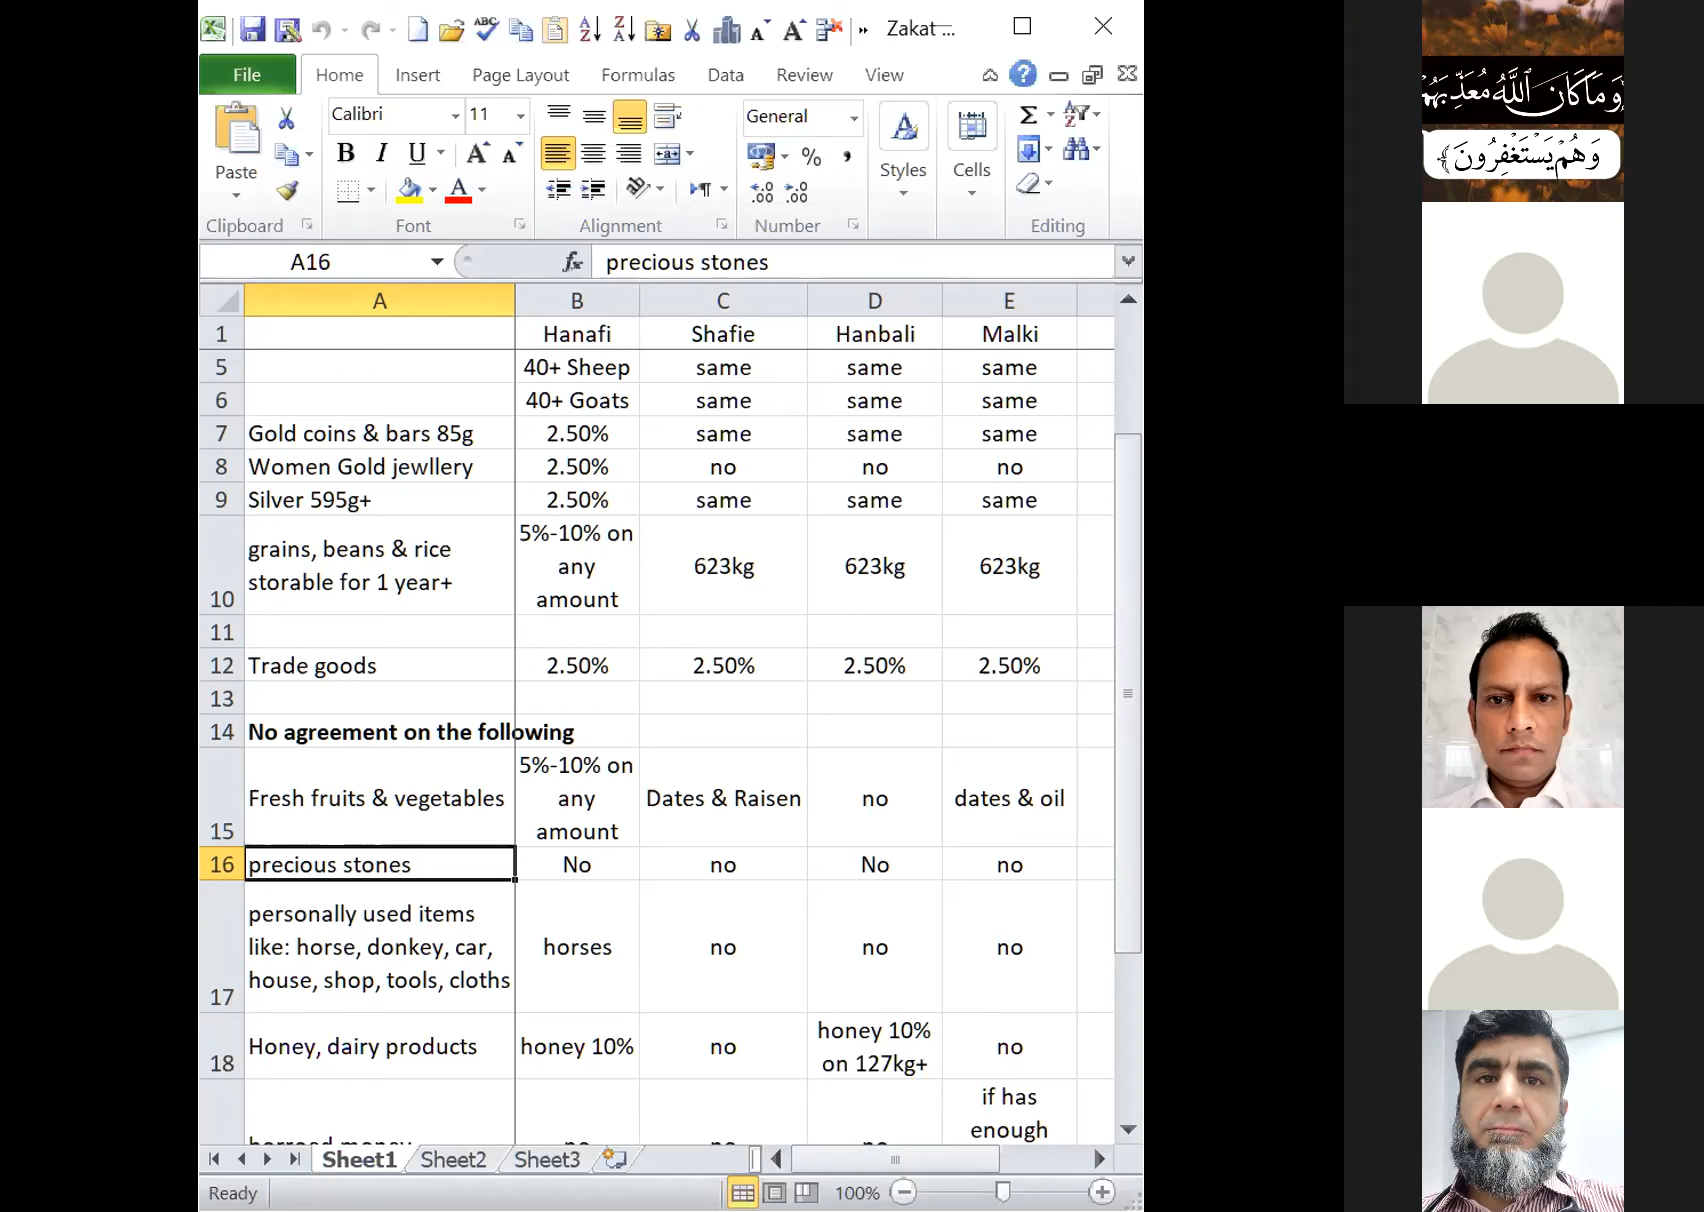 Zakat ...
File Home Insert Page Layout Formulas Data Review View
Calibri 11 General
Paste B I U Styles Cells
Clipboard Font Alignment Number Editing
A16 fx precious stones
A B C D E
1 Hanafi Shafie Hanbali Malki
5 40+ Sheep same same same
6 40+ Goats same same same
7 Gold coins & bars 85g 2.50% same same same
8 Women Gold jewllery 2.50% no no no
9 Silver 595g+ 2.50% same same same
10 grains, beans & rice storable for 1 year+ 5%-10% on any amount 623kg 623kg 623kg
11
12 Trade goods 2.50% 2.50% 2.50% 2.50%
13
14 No agreement on the following
15 Fresh fruits & vegetables 5%-10% on any amount Dates & Raisen no dates & oil
16 precious stones No no No no
17 personally used items like: horse, donkey, car, house, shop, tools, cloths horses no no no
18 Honey, dairy products honey 10% no honey 10% on 127kg+ no
if has enough
Sheet1 Sheet2 Sheet3
Ready 100%
وَمَا كَانَ ٱللَّهُ مُعَذِّبَهُمْ
وَهُمْ يَسْتَغْفِرُونَ